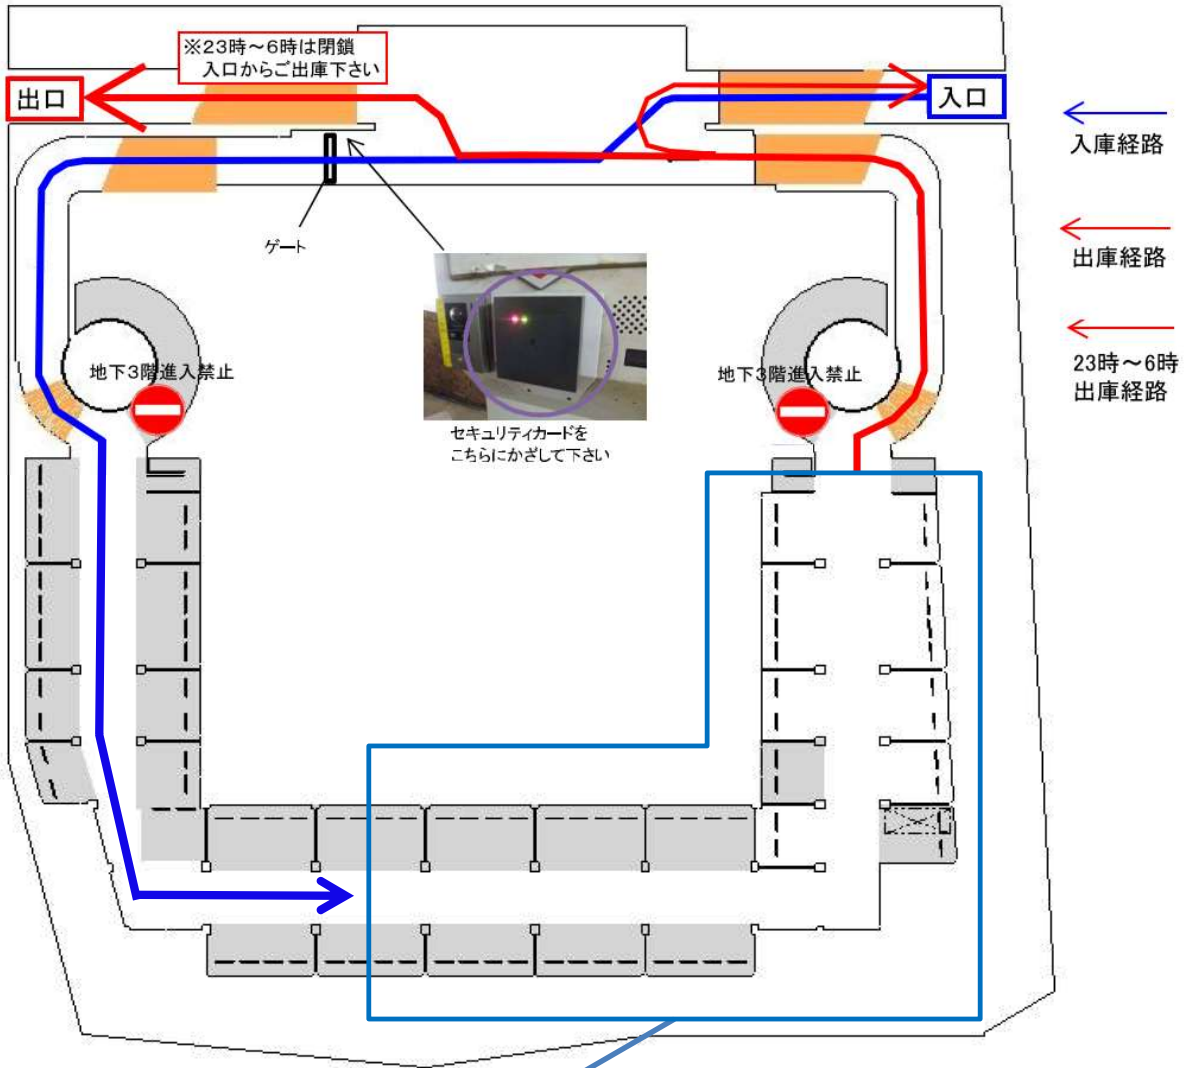 ※23時～6時は閉鎖
入口からご出庫下さい
出口
入口
入庫経路
ゲート
出庫経路
23時～6時
出庫経路
地下3階進入禁止
地下3階進入禁止
セキュリティカードを
こちらにかざして下さい